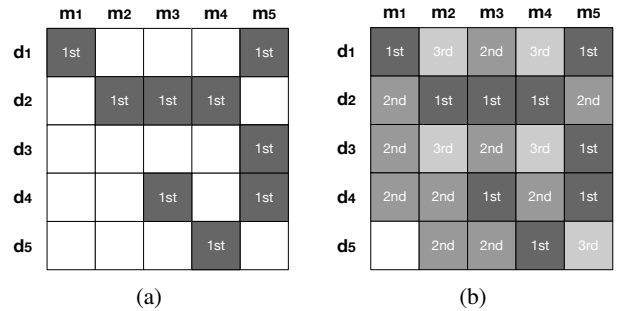 m1 m2 m3 m4 m5 m1 m2 m3 m4 m5
d1 1st 1st d1 1st 3rd 2nd 3rd 1st
d2 1st 1st 1st d2 2nd 1st 1st 1st 2nd
d3 1st d3 2nd 3rd 2nd 3rd 1st
d4 1st 1st d4 2nd 2nd 1st 2nd 1st
d5 1st d5 2nd 2nd 1st 3rd
(a) (b)